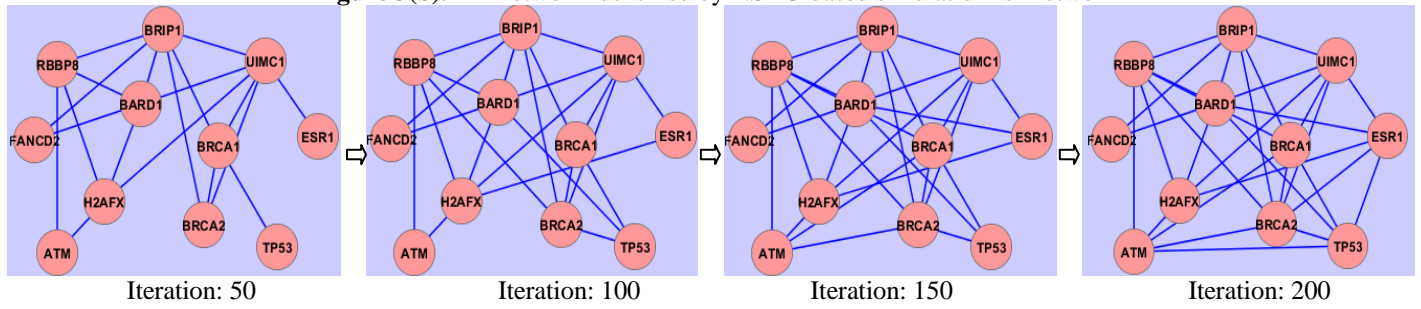 BRIP1
RBBP8
UIMC1
BARD1
FANCD2
ESR1
BRCA1
H2AFX
BRCA2
ATM
TP53
BRIP1
RBBP8
UIMC1
BARD1
FANCD2
ESR1
BRCA1
H2AFX
BRCA2
ATM
TP53
BRIP1
RBBP8
UIMC1
BARD1
FANCD2
ESR1
BRCA1
H2AFX
BRCA2
ATM
TP53
BRIP1
RBBP8
UIMC1
BARD1
FANCD2
ESR1
BRCA1
H2AFX
BRCA2
ATM
TP53
Iteration: 50
Iteration: 100
Iteration: 150
Iteration: 200